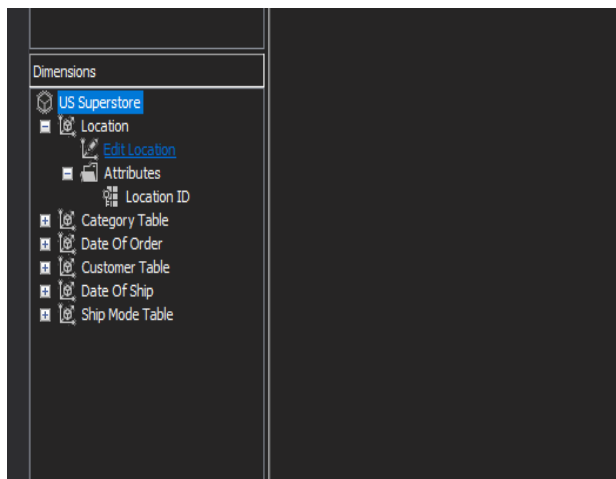 Dimensions
US Superstore
Location
Edit Location
Attributes
Location ID
Category Table
Date Of Order
Customer Table
Date Of Ship
Ship Mode Table